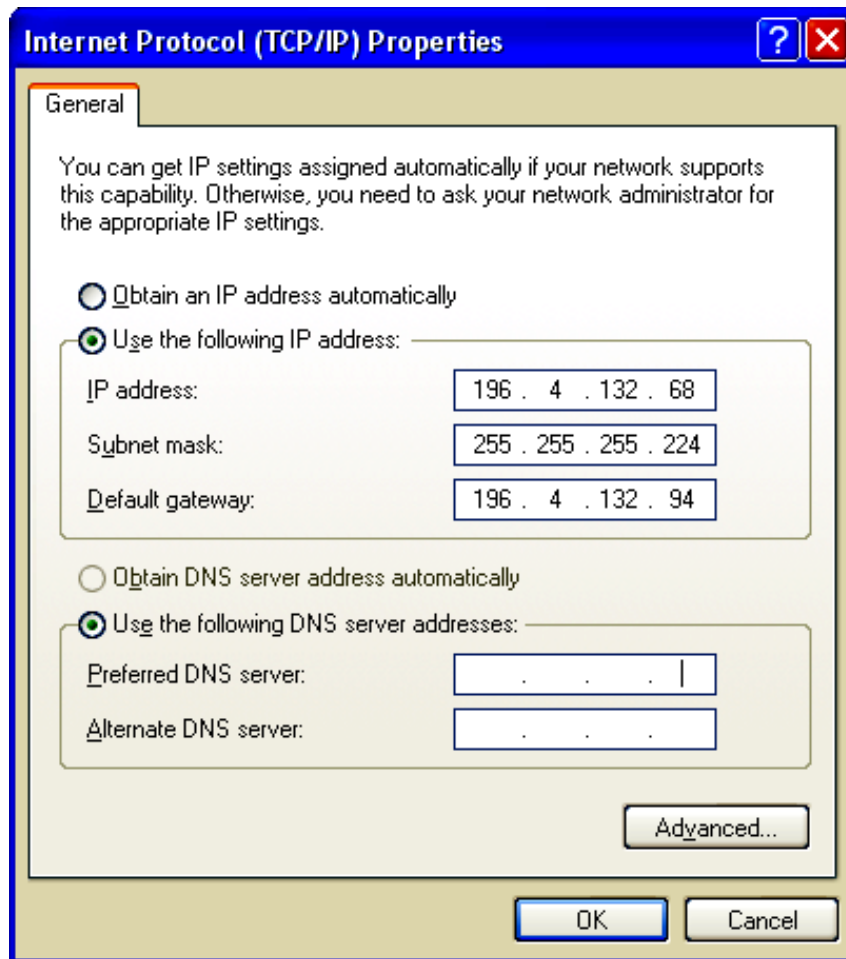 Internet Protocol (TCP/IP) Properties
General
You can get IP settings assigned automatically if your network supports
this capability. Otherwise, you need to ask your network administrator for
the appropriate IP settings.
Obtain an IP address automatically
Use the following IP address:
IP address: 196 . 4 . 132 . 68
Subnet mask: 255 . 255 . 255 . 224
Default gateway: 196 . 4 . 132 . 94
Obtain DNS server address automatically
Use the following DNS server addresses:
Preferred DNS server: . . .
Alternate DNS server: . . .
Advanced...
OK Cancel